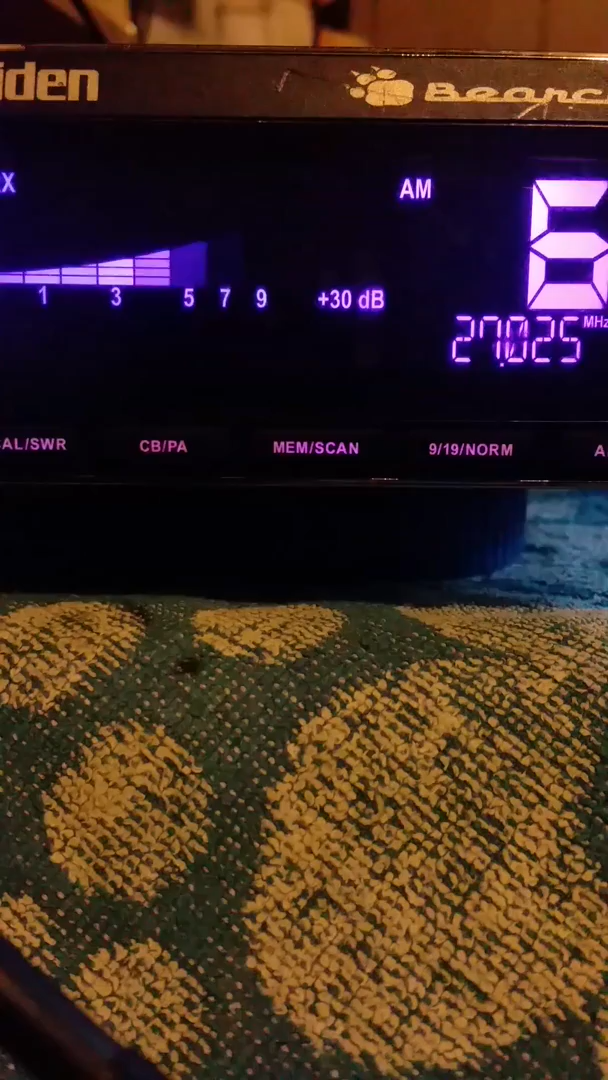 iden Bearc
X AM 6
1 3 5 7 9 +30 dB
27.025 MHz
AL/SWR CB/PA MEM/SCAN 9/19/NORM A